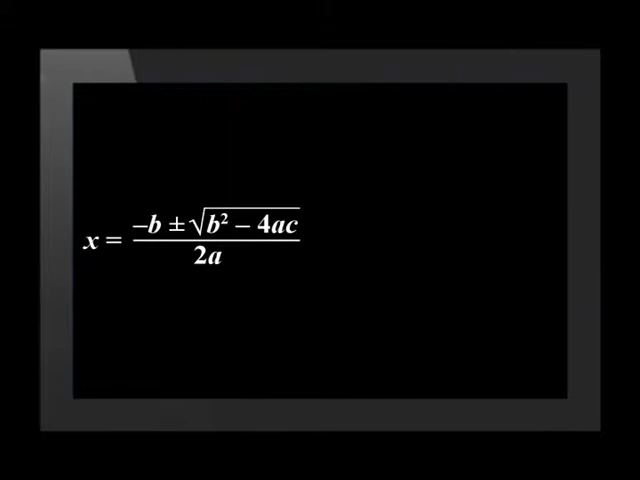 x = –b ± √b² – 4ac / 2a